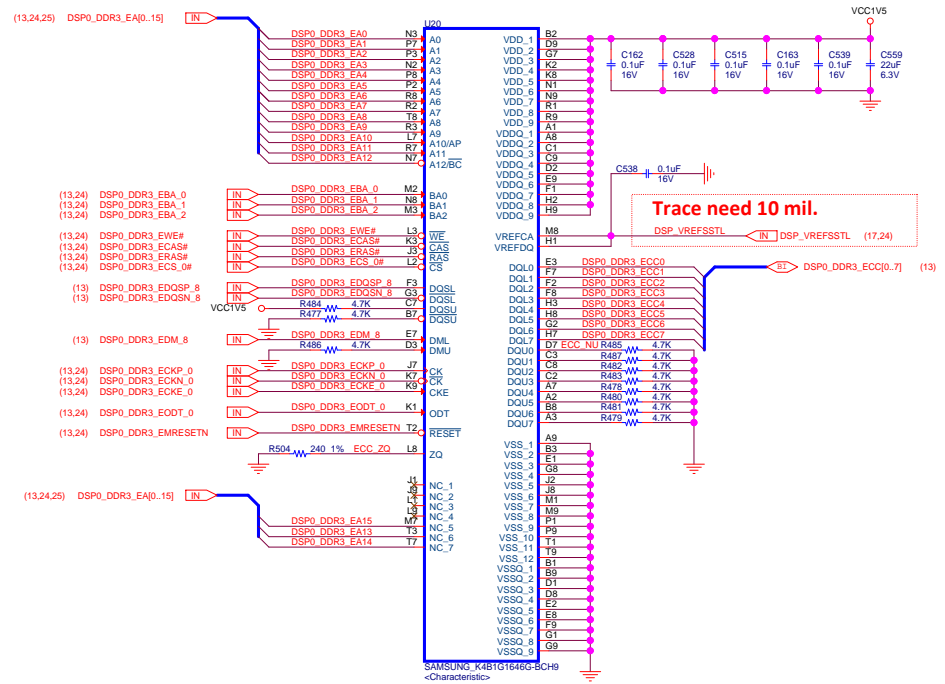 (13,24,25) DSP0_DDR3_EA[0..15] IN
VCC1V5
U20
DSP0_DDR3_EA0 N3 A0
DSP0_DDR3_EA1 P7 A1
DSP0_DDR3_EA2 P3 A2
DSP0_DDR3_EA3 N2 A3
DSP0_DDR3_EA4 P8 A4
DSP0_DDR3_EA5 P2 A5
DSP0_DDR3_EA6 R8 A6
DSP0_DDR3_EA7 R2 A7
DSP0_DDR3_EA8 T8 A8
DSP0_DDR3_EA9 R3 A9
DSP0_DDR3_EA10 L7 A10/AP
DSP0_DDR3_EA11 R7 A11
DSP0_DDR3_EA12 N7 A12/BC
VDD_1 B2
VDD_2 D9
VDD_3 G7
VDD_4 K2
VDD_5 K8
VDD_6 N1
VDD_7 N9
VDD_8 R1
VDD_9 R9
VDDQ_1 A1
VDDQ_2 A8
VDDQ_3 C1
VDDQ_4 C9
VDDQ_5 D2
VDDQ_6 E9
VDDQ_7 F1
VDDQ_8 H2
VDDQ_9 H9
C162 C528 C515 C163 C539 C559
0.1uF 0.1uF 0.1uF 0.1uF 0.1uF 22uF
16V 16V 16V 16V 16V 6.3V
C538 0.1uF
16V
(13,24) DSP0_DDR3_EBA_0 IN DSP0_DDR3_EBA_0 M2 BA0
(13,24) DSP0_DDR3_EBA_1 IN DSP0_DDR3_EBA_1 N8 BA1
(13,24) DSP0_DDR3_EBA_2 IN DSP0_DDR3_EBA_2 M3 BA2
Trace need 10 mil.
VREFCA M8 DSP_VREFSSTL IN DSP_VREFSSTL (17,24)
VREFDQ H1
(13,24) DSP0_DDR3_EWE# IN DSP0_DDR3_EWE# L3 WE
(13,24) DSP0_DDR3_ECAS# IN DSP0_DDR3_ECAS# K3 CAS
(13,24) DSP0_DDR3_ERAS# IN DSP0_DDR3_ERAS# J3 RAS
(13,24) DSP0_DDR3_ECS_0# IN DSP0_DDR3_ECS_0# L2 CS
DQL0 E3 DSP0_DDR3_ECC0 BI DSP0_DDR3_ECC[0..7] (13)
DQL1 F7 DSP0_DDR3_ECC1
DQL2 F2 DSP0_DDR3_ECC2
DQL3 F8 DSP0_DDR3_ECC3
DQL4 H3 DSP0_DDR3_ECC4
DQL5 H8 DSP0_DDR3_ECC5
DQL6 G2 DSP0_DDR3_ECC6
DQL7 H7 DSP0_DDR3_ECC7
(13) DSP0_DDR3_EDQSP_8 IN DSP0_DDR3_EDQSP_8 F3 DQSL
(13) DSP0_DDR3_EDQSN_8 IN DSP0_DDR3_EDQSN_8 G3 DQSL
VCC1V5 R484 4.7K C7 DQSU
R477 4.7K B7 DQSU
(13) DSP0_DDR3_EDM_8 IN DSP0_DDR3_EDM_8 E7 DML
R486 4.7K D3 DMU
DQU0 D7 ECC_NU R485 4.7K
DQU1 C3 R487 4.7K
DQU2 C8 R482 4.7K
DQU3 C2 R483 4.7K
DQU4 A7 R478 4.7K
DQU5 A2 R480 4.7K
DQU6 B8 R481 4.7K
DQU7 A3 R479 4.7K
(13,24) DSP0_DDR3_ECKP_0 IN DSP0_DDR3_ECKP_0 J7 CK
(13,24) DSP0_DDR3_ECKN_0 IN DSP0_DDR3_ECKN_0 K7 CK
(13,24) DSP0_DDR3_ECKE_0 IN DSP0_DDR3_ECKE_0 K9 CKE
(13,24) DSP0_DDR3_EODT_0 IN DSP0_DDR3_EODT_0 K1 ODT
(13,24) DSP0_DDR3_EMRESETN IN DSP0_DDR3_EMRESETN T2 RESET
R504 240 1% ECC_ZQ L8 ZQ
VSS_1 A9
VSS_2 B3
VSS_3 E1
VSS_4 G8
VSS_5 J2
VSS_6 J8
VSS_7 M1
VSS_8 M9
VSS_9 P1
VSS_10 P9
VSS_11 T1
VSS_12 T9
VSSQ_1 B1
VSSQ_2 B9
VSSQ_3 D1
VSSQ_4 D8
VSSQ_5 E2
VSSQ_6 E8
VSSQ_7 F9
VSSQ_8 G1
VSSQ_9 G9
J1 NC_1
J9 NC_2
L1 NC_3
L9 NC_4
(13,24,25) DSP0_DDR3_EA[0..15] IN
DSP0_DDR3_EA15 M7 NC_5
DSP0_DDR3_EA13 T3 NC_6
DSP0_DDR3_EA14 T7 NC_7
SAMSUNG_K4B1G1646G-BCH9
<Characteristic>